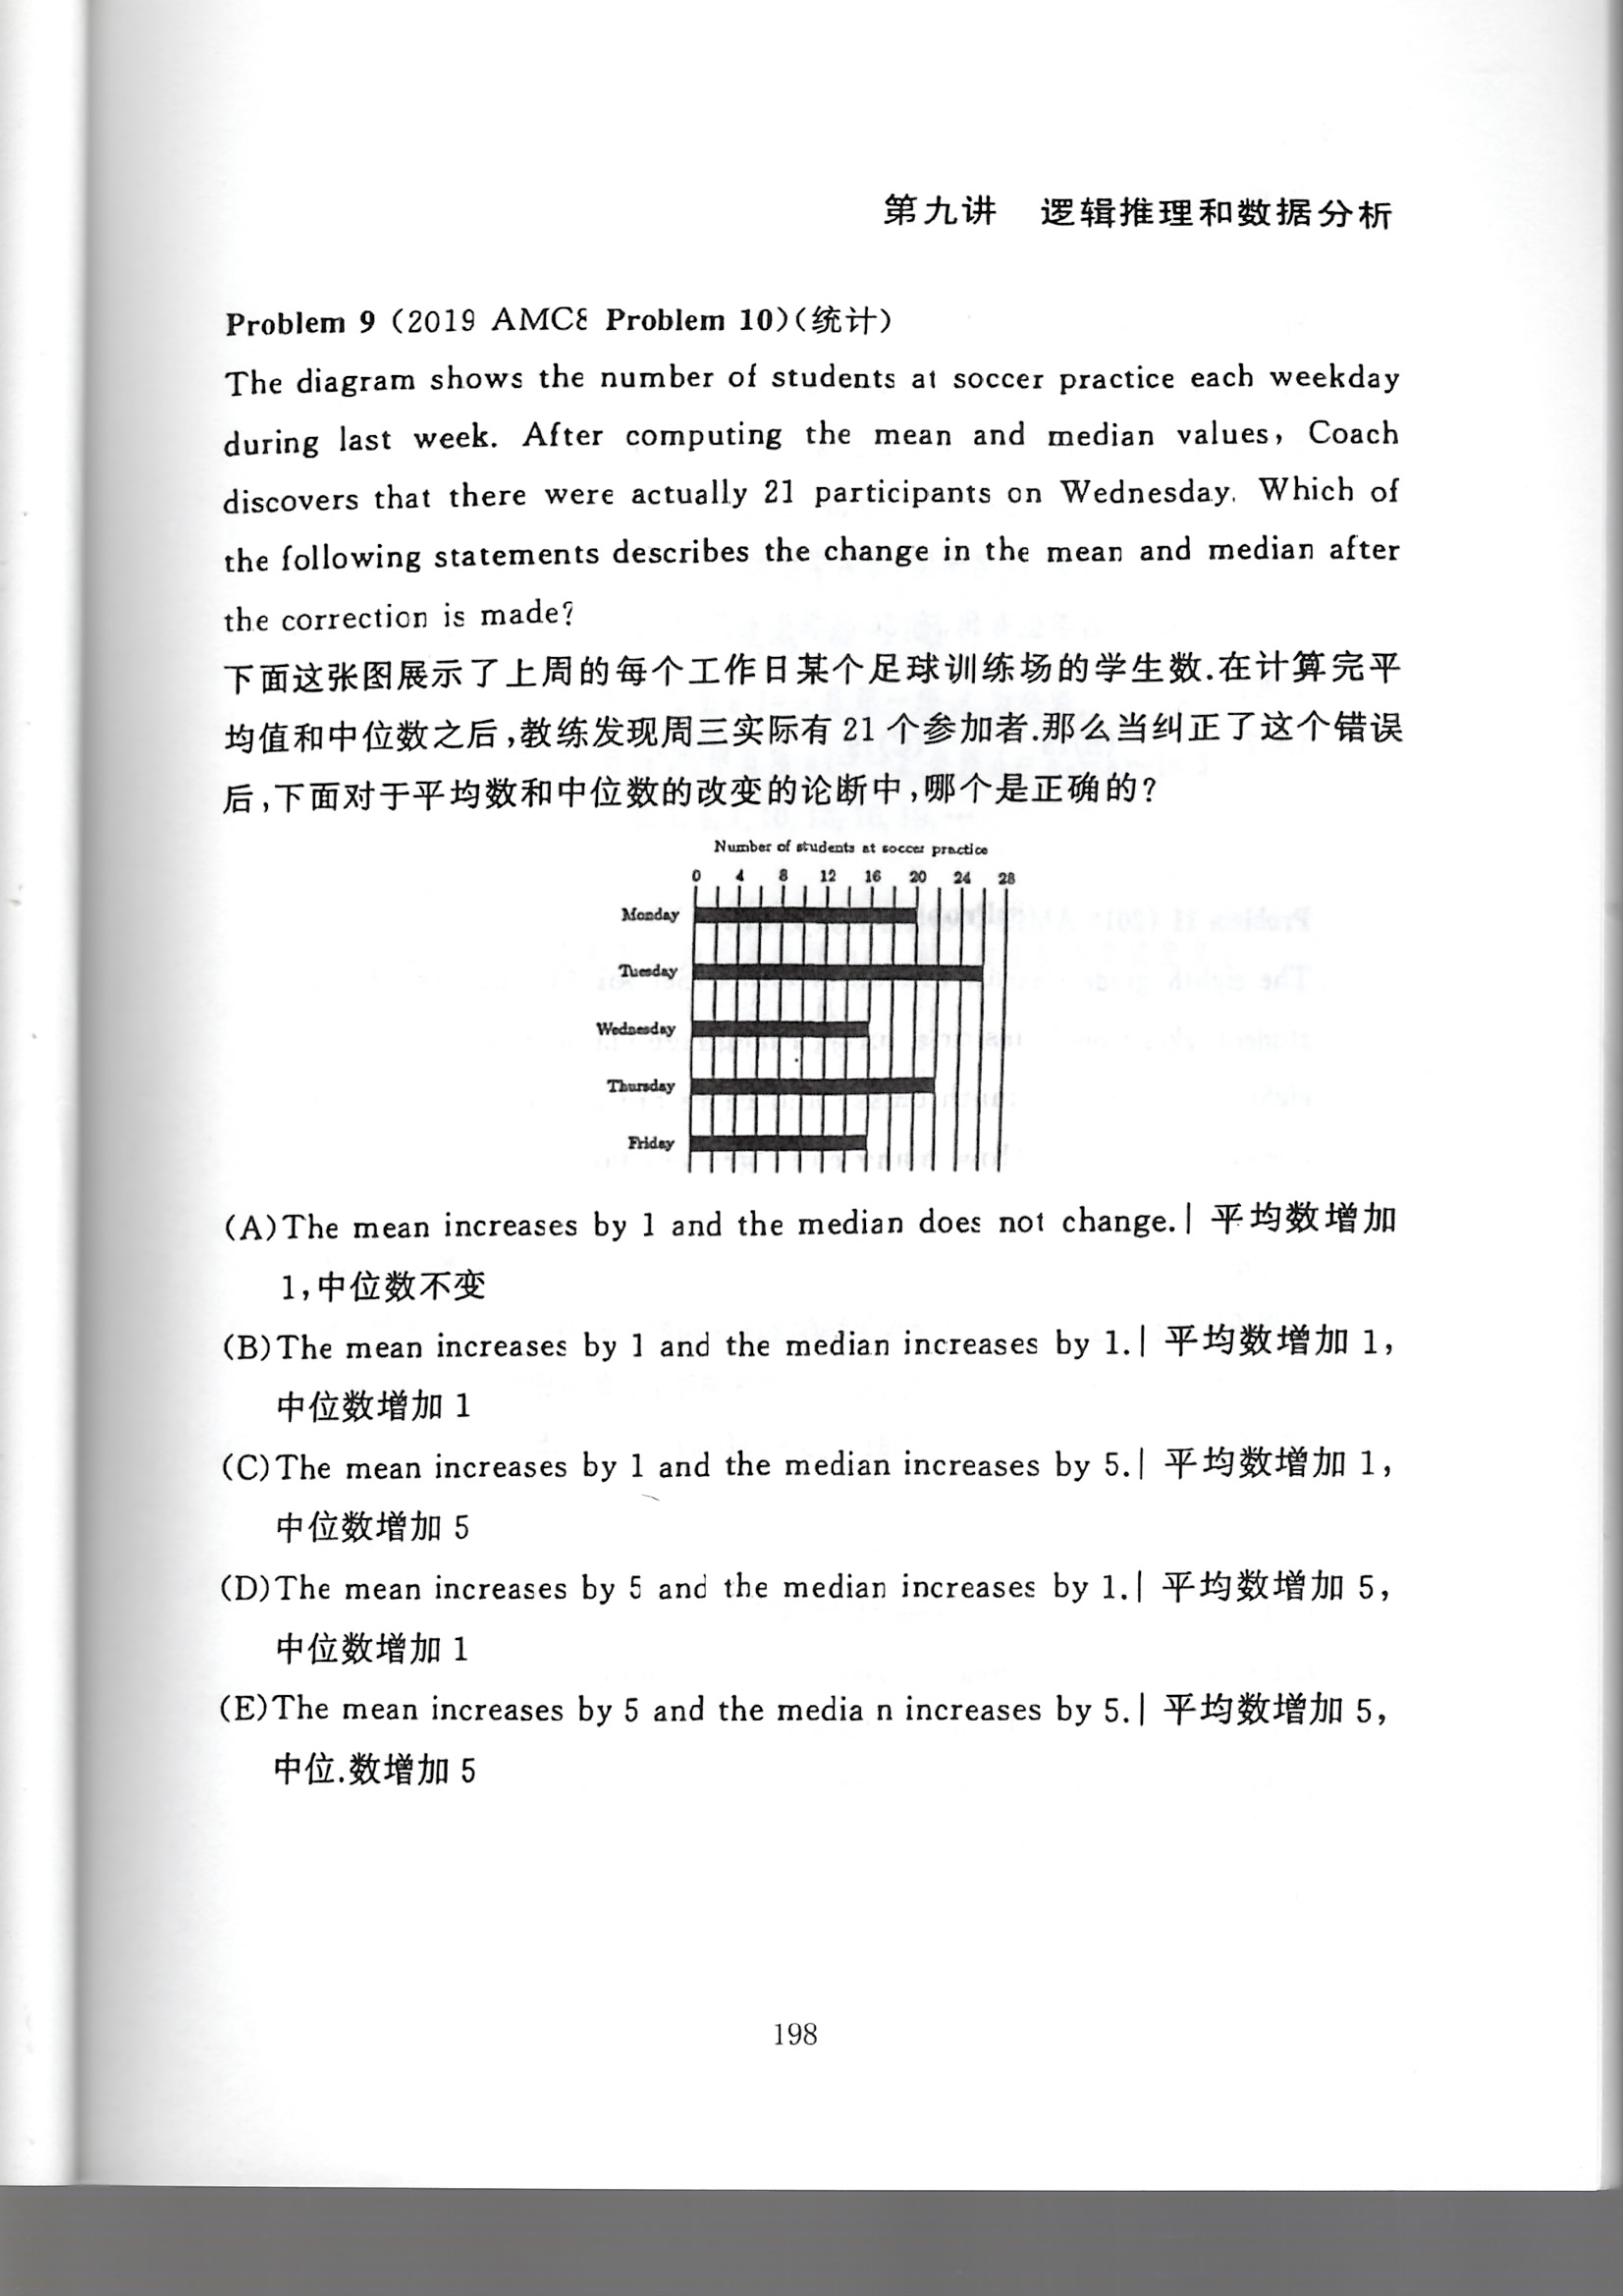 第九讲 逻辑推理和数据分析
Problem 9 (2019 AMC8 Problem 10)(统计)
The diagram shows the number of students at soccer practice each weekday
during last week. After computing the mean and median values, Coach
discovers that there were actually 21 participants on Wednesday. Which of
the following statements describes the change in the mean and median after
the correction is made?
下面这张图展示了上周的每个工作日某个足球训练场的学生数.在计算完平
均值和中位数之后,教练发现周三实际有 21 个参加者.那么当纠正了这个错误
后,下面对于平均数和中位数的改变的论断中,哪个是正确的?
Number of students at soccer practice
0 4 8 12 16 20 24 28
Monday
Tuesday
Wednesday
Thursday
Friday
(A)The mean increases by 1 and the median does not change.| 平均数增加
1,中位数不变
(B)The mean increases by 1 and the median increases by 1.| 平均数增加 1,
中位数增加 1
(C)The mean increases by 1 and the median increases by 5.| 平均数增加 1,
中位数增加 5
(D)The mean increases by 5 and the median increases by 1.| 平均数增加 5,
中位数增加 1
(E)The mean increases by 5 and the media n increases by 5.| 平均数增加 5,
中位.数增加 5
198